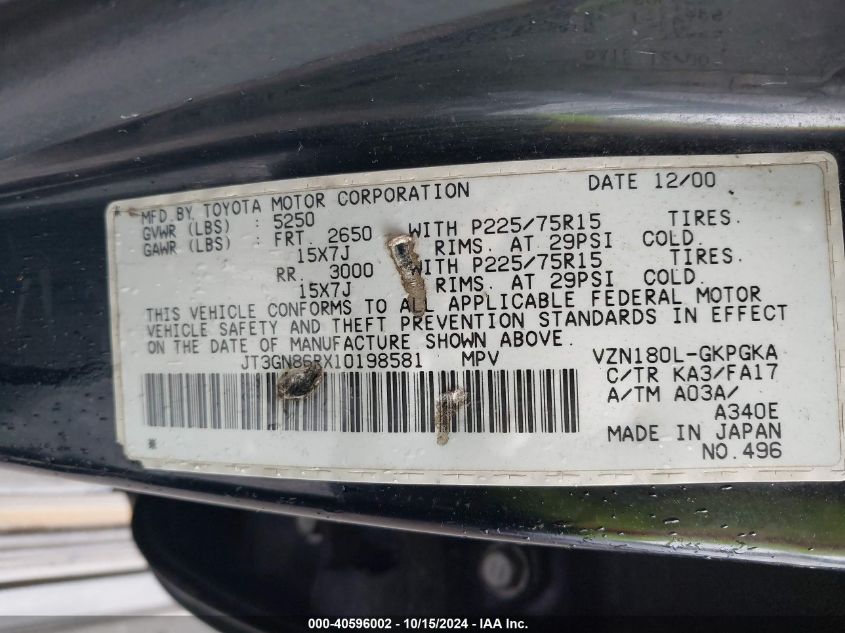 MFD.BY TOYOTA MOTOR CORPORATION DATE 12/00
GVWR (LBS) : 5250
GAWR (LBS) : FRT. 2650 WITH P225/75R15 TIRES.
15X7J RIMS. AT 29PSI COLD.
RR. 3000 WITH P225/75R15 TIRES.
15X7J RIMS. AT 29PSI COLD.
THIS VEHICLE CONFORMS TO ALL APPLICABLE FEDERAL MOTOR
VEHICLE SAFETY AND THEFT PREVENTION STANDARDS IN EFFECT
ON THE DATE OF MANUFACTURE SHOWN ABOVE.
JT3GN86RX10198581 MPV VZN180L-GKPGKA
C/TR KA3/FA17
A/TM A03A/
A340E
MADE IN JAPAN
NO.496
000-40596002 - 10/15/2024 - IAAI.COM